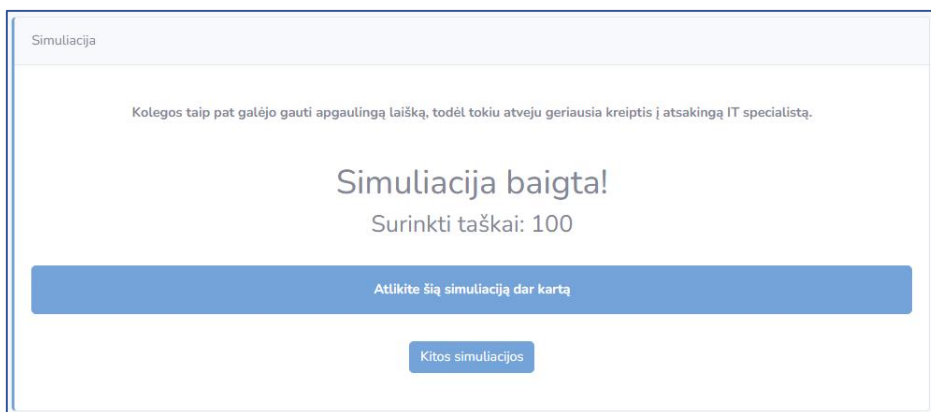 Simuliacija
Kolegos taip pat galėjo gauti apgaulingą laišką, todėl tokiu atveju geriausia kreiptis į atsakingą IT specialistą.
Simuliacija baigta!
Surinkti taškai: 100
Atlikite šią simuliaciją dar kartą
Kitos simuliacijos